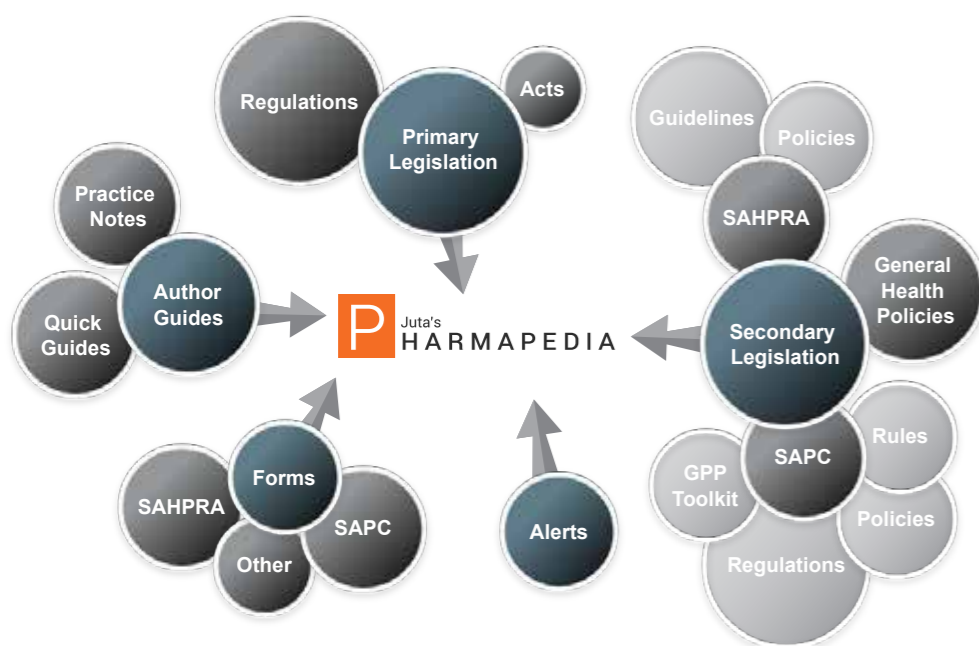 Regulations
Acts
Primary
Legislation
Guidelines
Policies
SAHPRA
General
Health
Policies
Secondary
Legislation
SAPC
Rules
Policies
GPP
Toolkit
Regulations
Practice
Notes
Author
Guides
Quick
Guides
P Juta's
HARMAPEDIA
Forms
SAHPRA
SAPC
Other
Alerts